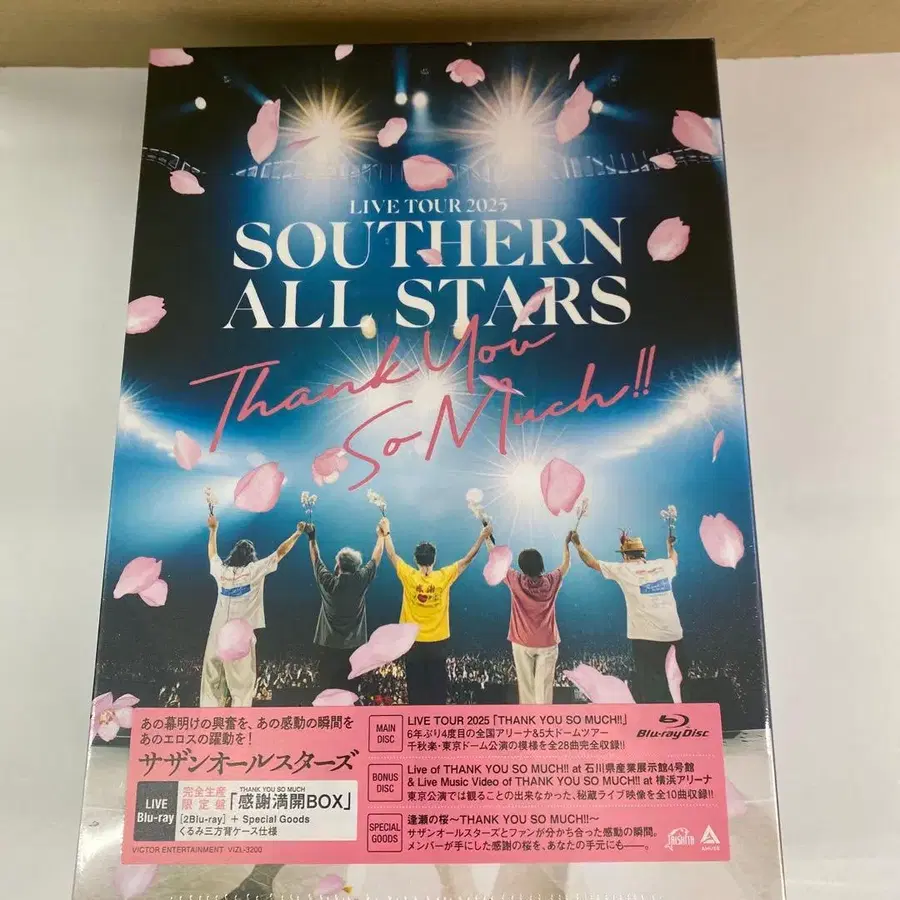 LIVE TOUR 2025
SOUTHERN
ALL STARS
Thank You
So Much!!
あの幕明けの興奮を、あの感動の瞬間を
あのエロスの躍動を!
サザンオールスターズ
LIVE
Blu-ray
完全生産
限定盤
THANK YOU SO MUCH
「感謝満開BOX」
[2Blu-ray] + Special Goods
くるみ三方背ケース仕様
VICTOR ENTERTAINMENT VIZL-3200
MAIN
DISC
LIVE TOUR 2025「THANK YOU SO MUCH!!」
6年ぶり4度目の全国アリーナ&5大ドームツアー
千秋楽・東京ドーム公演の模様を全28曲完全収録!!
Blu-ray Disc
BONUS
DISC
Live of THANK YOU SO MUCH!! at 石川県産業展示館4号館
& Live Music Video of THANK YOU SO MUCH!! at 横浜アリーナ
東京公演では観ることの出来なかった、秘蔵ライブ映像を全10曲収録!!
SPECIAL
GOODS
逢瀬の桜〜THANK YOU SO MUCH!!〜
サザンオールスターズとファンが分かち合った感動の瞬間。
メンバーが手にした感謝の桜を、あなたの手元にも――。
TAISHITA
AMUSE